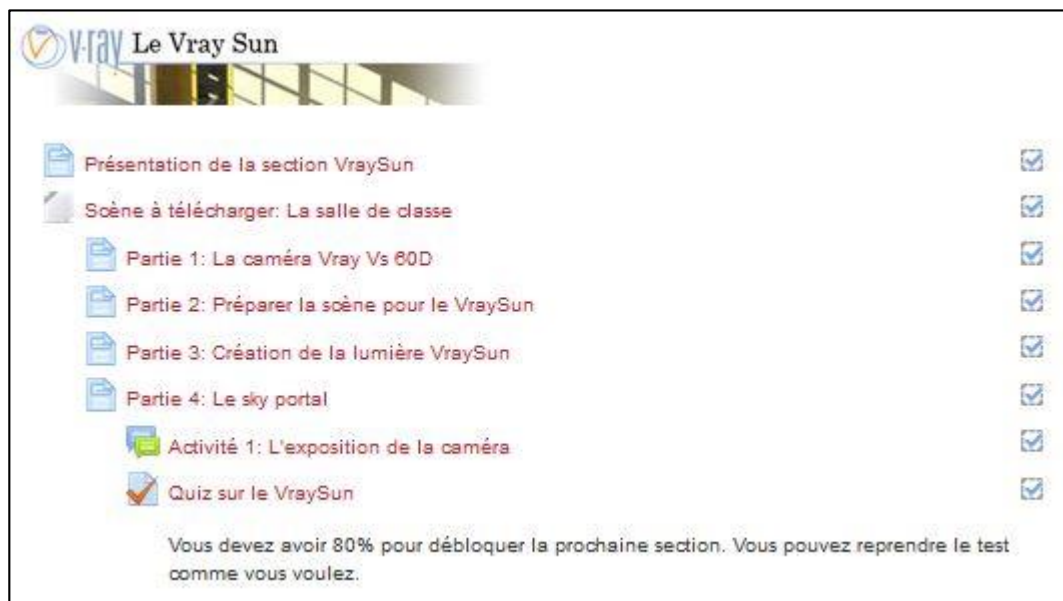 v-ray Le Vray Sun
Présentation de la section VraySun
Scène à télécharger: La salle de classe
Partie 1: La caméra Vray Vs 60D
Partie 2: Préparer la scène pour le VraySun
Partie 3: Création de la lumière VraySun
Partie 4: Le sky portal
Activité 1: L'exposition de la caméra
Quiz sur le VraySun
Vous devez avoir 80% pour débloquer la prochaine section. Vous pouvez reprendre le test
comme vous voulez.